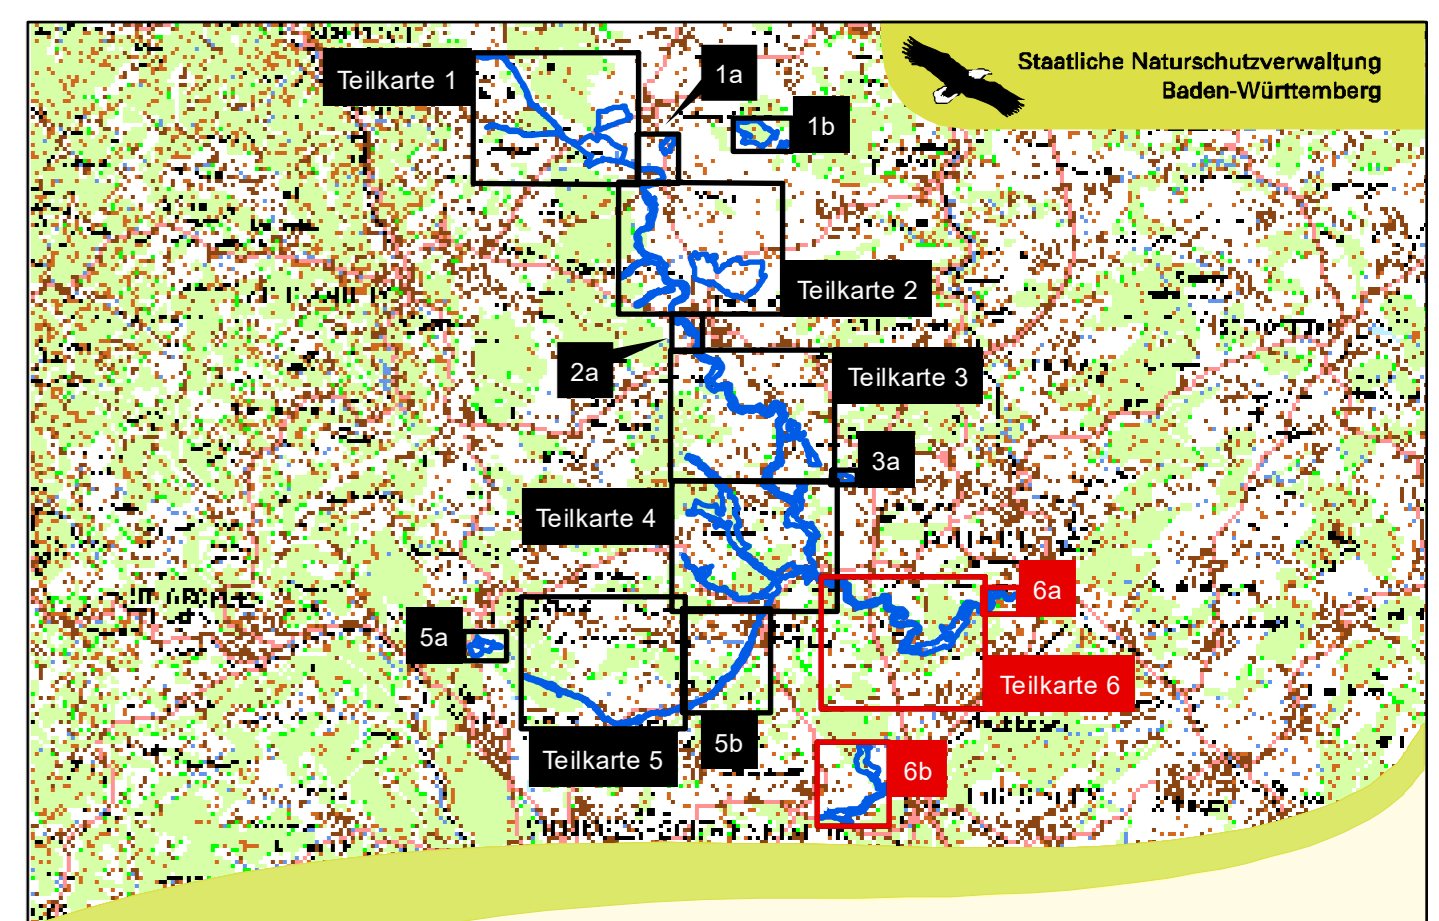 Staatliche Naturschutzverwaltung
Baden-Württemberg
Teilkarte 1
1a
1b
Teilkarte 2
2a
Teilkarte 3
3a
Teilkarte 4
6a
5a
Teilkarte 6
5b
Teilkarte 5
6b